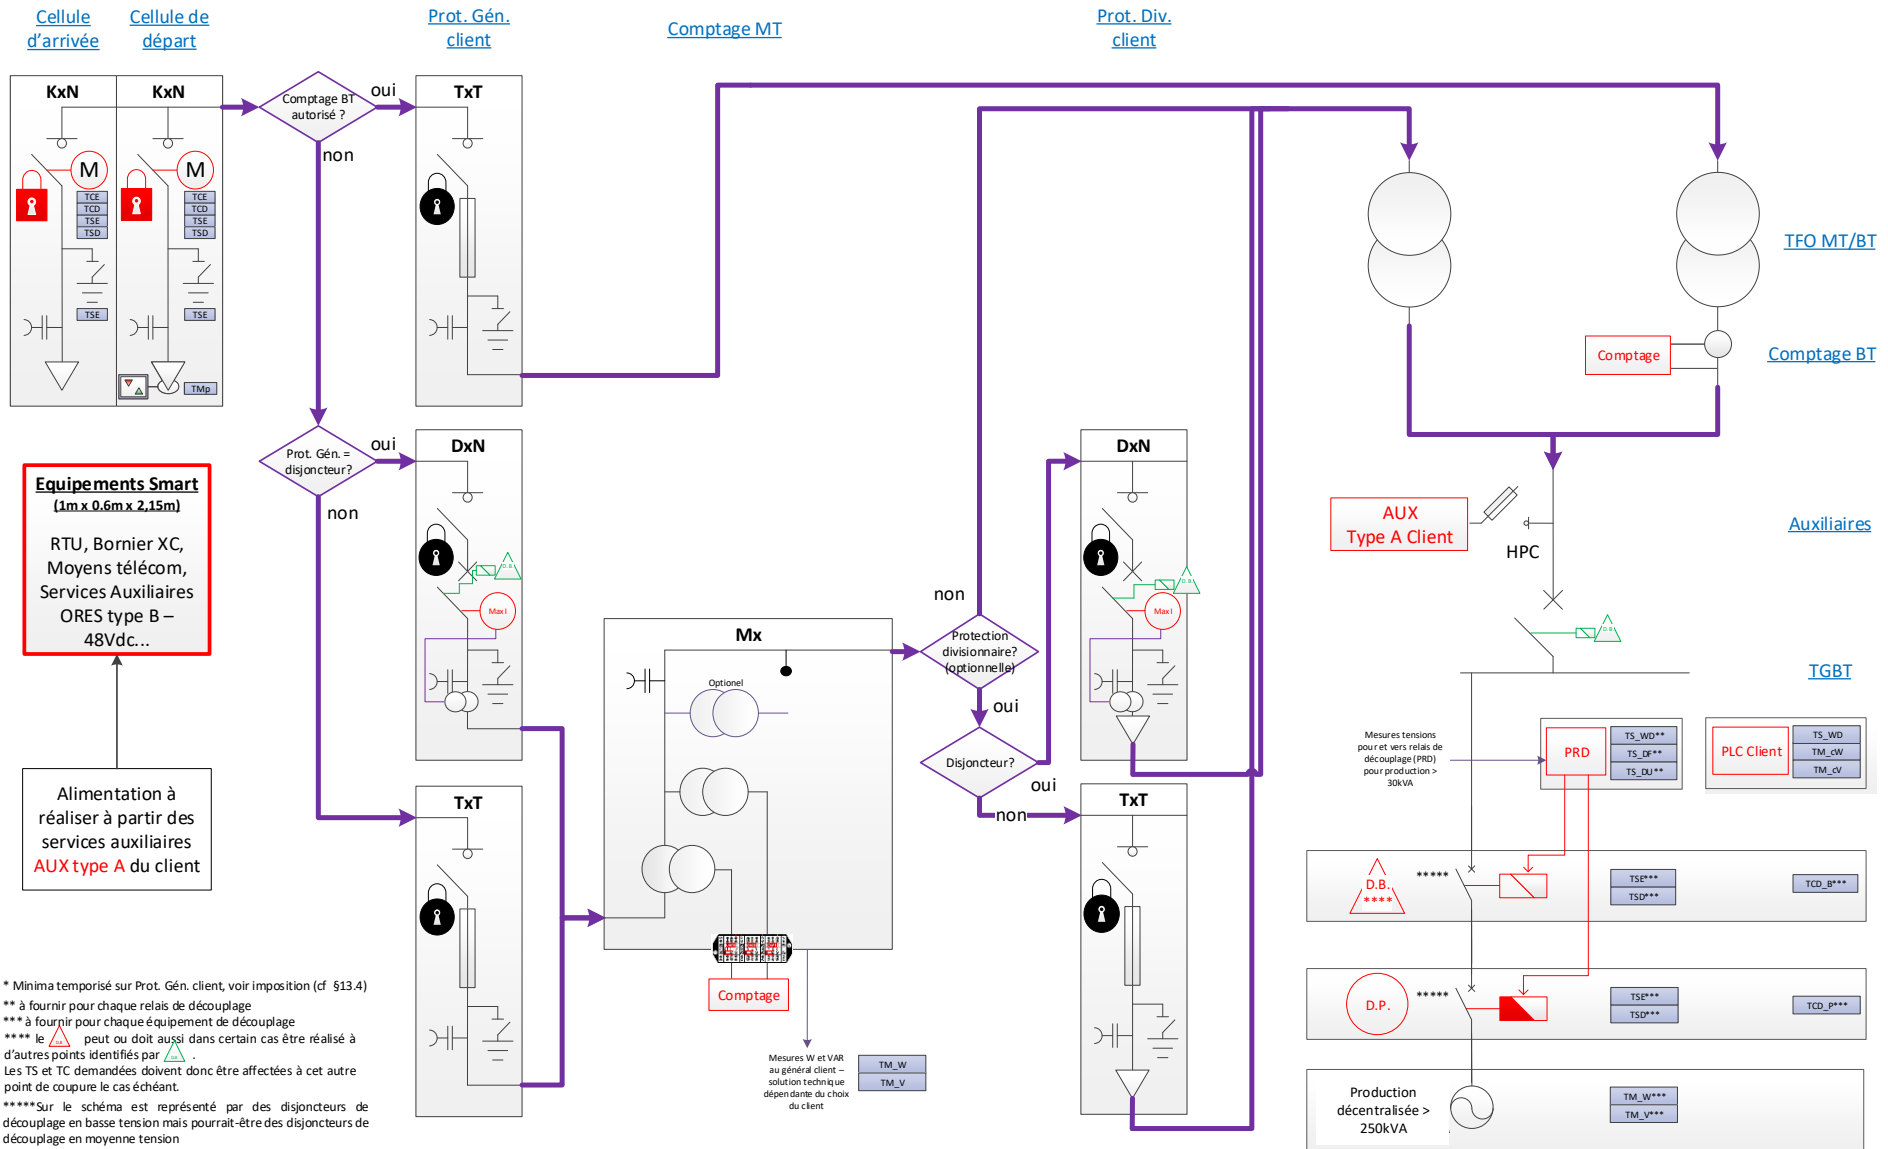 Cellule
d'arrivée
Cellule de
départ
Prot. Gén.
client
Comptage MT
Prot. Div.
client
KxN
KxN
Comptage BT
autorisé ?
oui
non
TxT
M
M
TCE
TCD
TSE
TSD
TCE
TCD
TSE
TSD
TSE
TSE
TMp
TFO MT/BT
Comptage
Comptage BT
Prot. Gén. =
disjoncteur?
oui
non
DxN
D.B.
Max I
DxN
D.B.
Max I
Equipements Smart
(1m x 0.6m x 2,15m)
RTU, Bornier XC,
Moyens télécom,
Services Auxiliaires
ORES type B –
48Vdc...
Alimentation à
réaliser à partir des
services auxiliaires
AUX type A du client
AUX
Type A Client
HPC
Auxiliaires
D.B.
TGBT
Mx
Optionel
Comptage
non
Protection
divisionnaire?
(optionnelle)
oui
Disjoncteur?
oui
non
TxT
TxT
Mesures tensions
pour et vers relais de
découplage (PRD)
pour production >
30kVA
PRD
TS_WD**
TS_DF**
TS_DU**
PLC Client
TS_WD
TM_cW
TM_cV
D.B.
****
*****
TSE***
TSD***
TCD_B***
D.P.
*****
TSE***
TSD***
TCD_P***
Production
décentralisée >
250kVA
TM_W***
TM_V***
Mesures W et VAR
au général client –
solution technique
dépendante du choix
du client
TM_W
TM_V
* Minima temporisé sur Prot. Gén. client, voir imposition (cf §13.4)
** à fournir pour chaque relais de découplage
*** à fournir pour chaque équipement de découplage
**** le D.B. peut ou doit aussi dans certain cas être réalisé à
d'autres points identifiés par D.B. .
Les TS et TC demandées doivent donc être affectées à cet autre
point de coupure le cas échéant.
*****Sur le schéma est représenté par des disjoncteurs de
découplage en basse tension mais pourrait-être des disjoncteurs de
découplage en moyenne tension